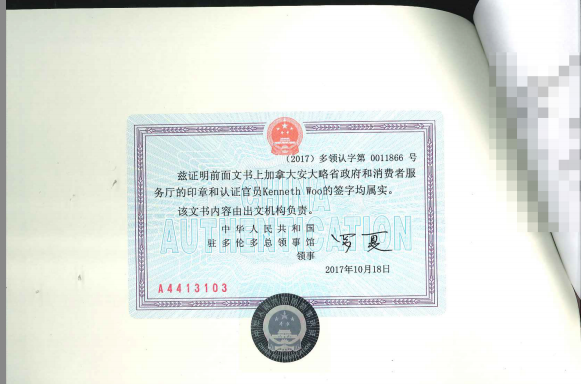 (2017) 多领认字第 0011866 号
兹证明前面文书上加拿大安大略省政府和消费者服
务厅的印章和认证官员Kenneth Woo的签字均属实。
该文书内容由出文机构负责。
中华人民共和国
驻多伦多总领事馆
领事
罗夏
2017年10月18日
A4413103
CHINA
AUTHENTICATION